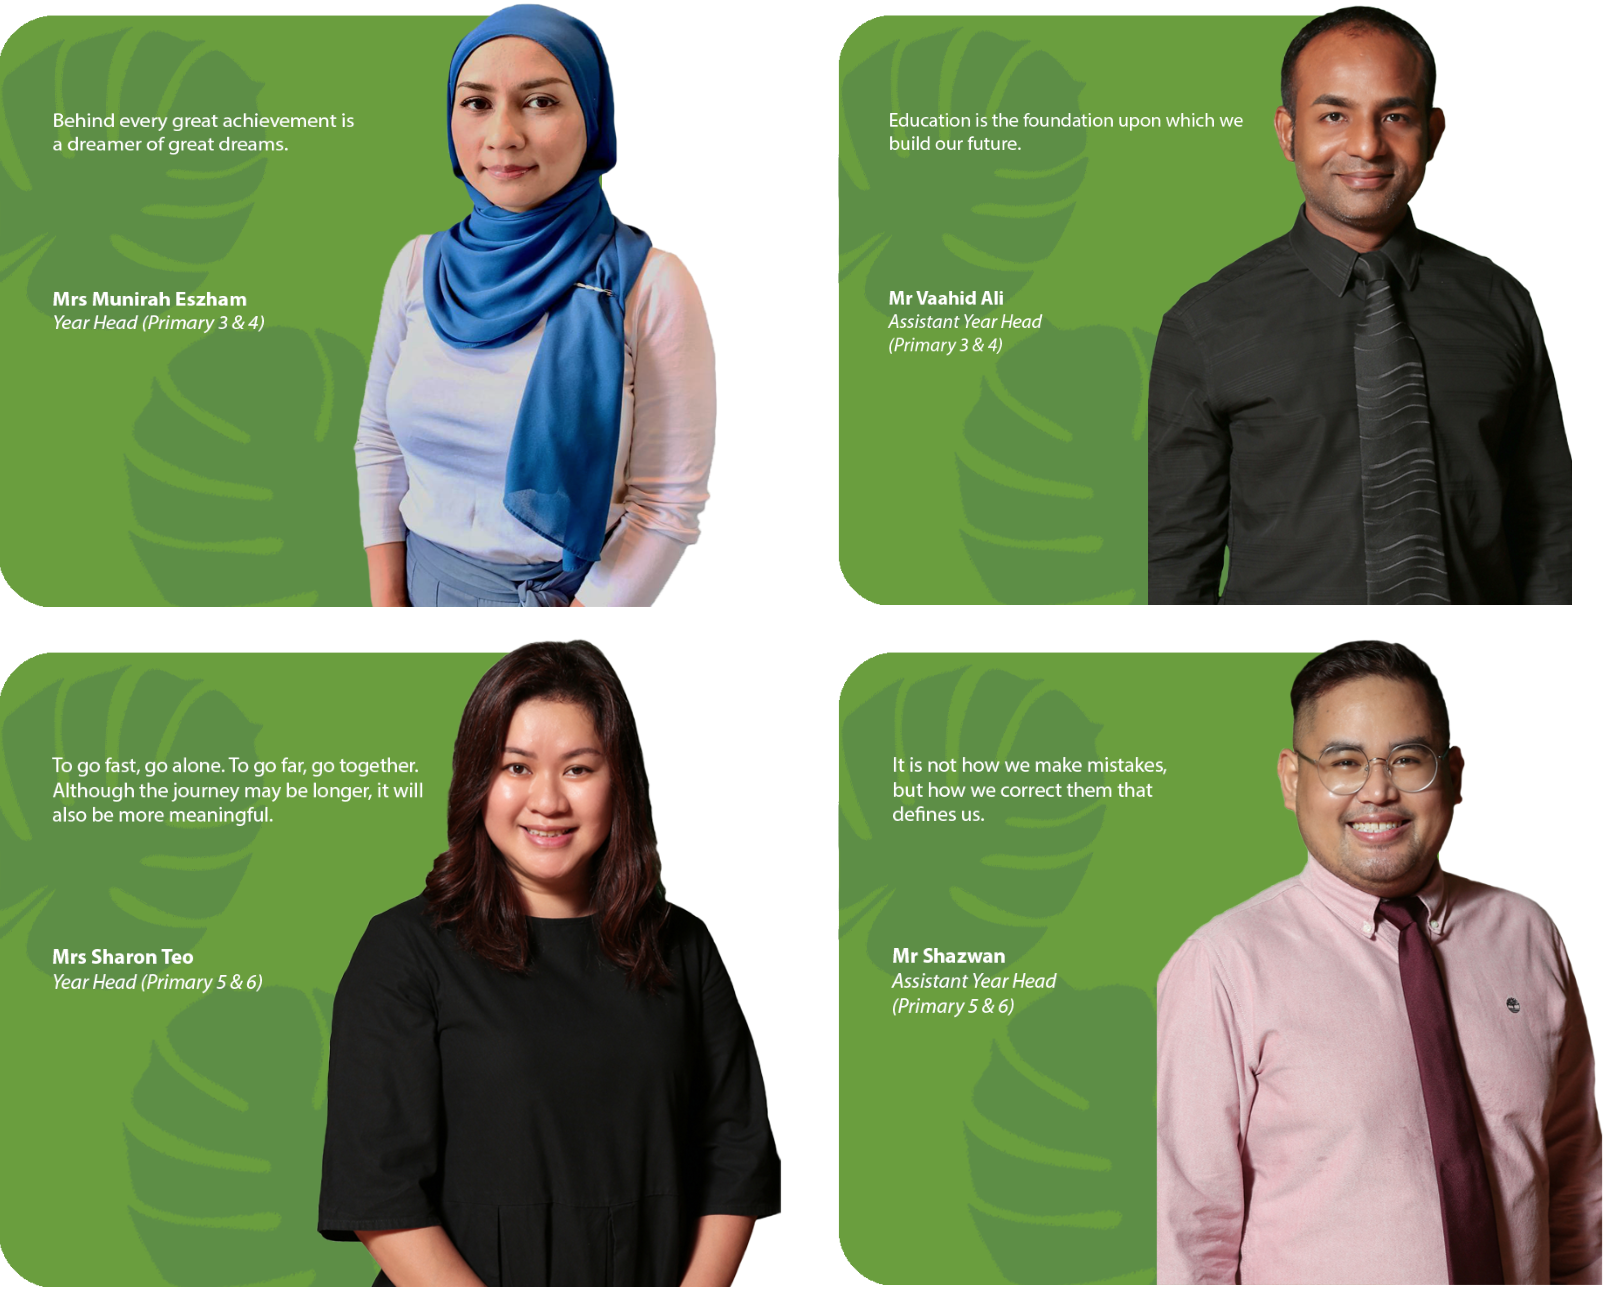 Behind every great achievement is
a dreamer of great dreams.
Mrs Munirah Eszham
Year Head (Primary 3 & 4)
Education is the foundation upon which we
build our future.
Mr Vaahid Ali
Assistant Year Head
(Primary 3 & 4)
To go fast, go alone. To go far, go together.
Although the journey may be longer, it will
also be more meaningful.
Mrs Sharon Teo
Year Head (Primary 5 & 6)
It is not how we make mistakes,
but how we correct them that
defines us.
Mr Shazwan
Assistant Year Head
(Primary 5 & 6)